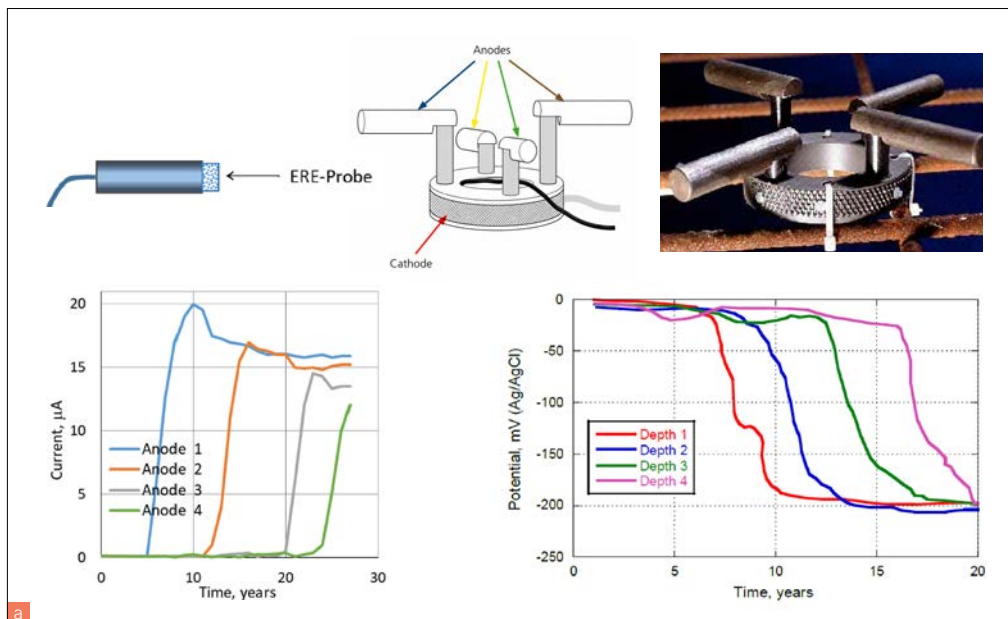 Anodes
ERE-Probe
Cathode
20
15
10
5
0
Current, µA
Anode 1
Anode 2
Anode 3
Anode 4
0
10
20
30
Time, years
0
-50
-100
-150
-200
-250
Potential, mV (Ag/AgCl)
Depth 1
Depth 2
Depth 3
Depth 4
0
5
10
15
20
Time, years
a